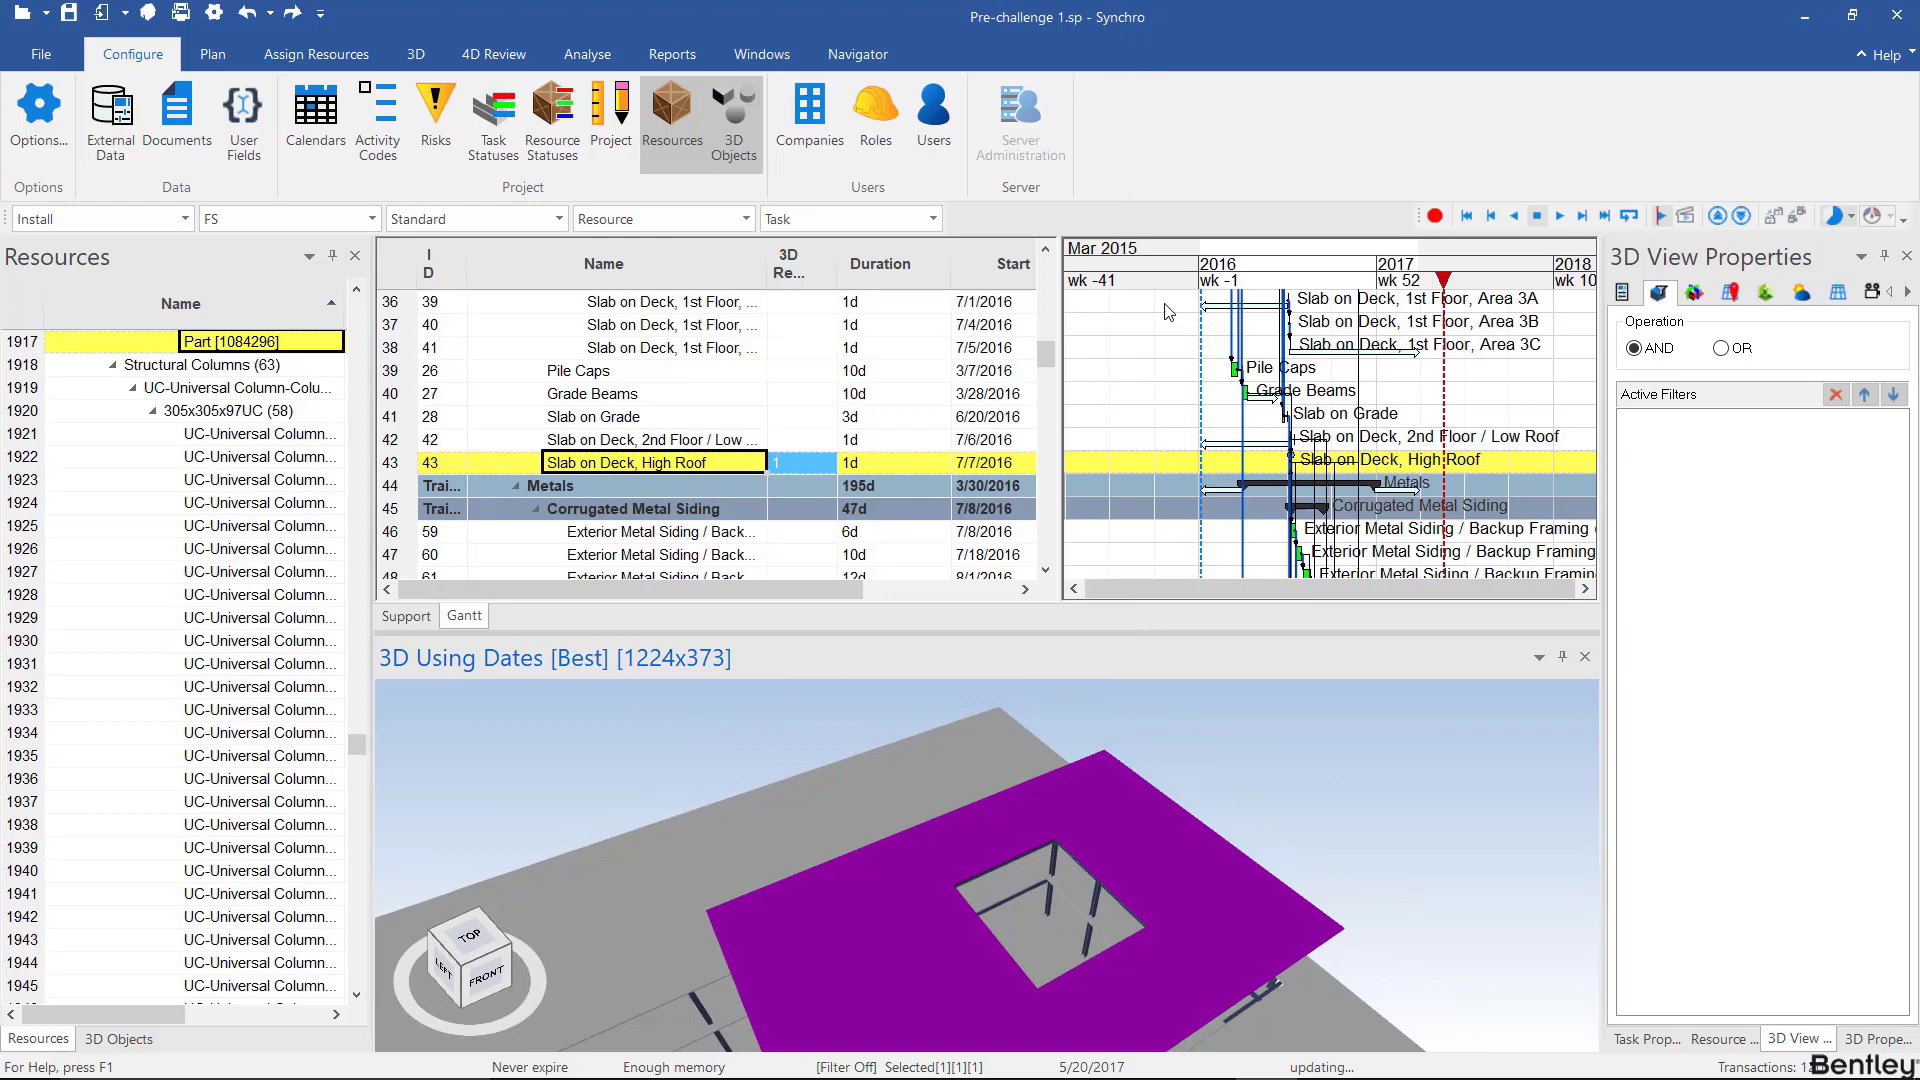 Pre-challenge 1.sp - Synchro
File
Configure
Plan
Assign Resources
3D
4D Review
Analyse
Reports
Windows
Navigator
Help
Options...
External Data
Documents
User Fields
Calendars
Activity Codes
Risks
Task Statuses
Resource Statuses
Project
Resources
3D Objects
Companies
Roles
Users
Server Administration
Options
Data
Project
Users
Server
Install
FS
Standard
Resource
Task
Resources
Name
1917 Part [1084296]
1918 Structural Columns (63)
1919 UC-Universal Column-Colu...
1920 305x305x97UC (58)
1921 UC-Universal Column...
1922 UC-Universal Column...
1923 UC-Universal Column...
1924 UC-Universal Column...
1925 UC-Universal Column...
1926 UC-Universal Column...
1927 UC-Universal Column...
1928 UC-Universal Column...
1929 UC-Universal Column...
1930 UC-Universal Column...
1931 UC-Universal Column...
1932 UC-Universal Column...
1933 UC-Universal Column...
1934 UC-Universal Column...
1935 UC-Universal Column...
1936 UC-Universal Column...
1937 UC-Universal Column...
1938 UC-Universal Column...
1939 UC-Universal Column...
1940 UC-Universal Column...
1941 UC-Universal Column...
1942 UC-Universal Column...
1943 UC-Universal Column...
1944 UC-Universal Column...
1945 UC-Universal Column...
Resources
3D Objects
ID Name 3D Re... Duration Start
36 39 Slab on Deck, 1st Floor, ... 1d 7/1/2016
37 40 Slab on Deck, 1st Floor, ... 1d 7/4/2016
38 41 Slab on Deck, 1st Floor, ... 1d 7/5/2016
39 26 Pile Caps 10d 3/7/2016
40 27 Grade Beams 10d 3/28/2016
41 28 Slab on Grade 3d 6/20/2016
42 42 Slab on Deck, 2nd Floor / Low ... 1d 7/6/2016
43 43 Slab on Deck, High Roof 1 1d 7/7/2016
44 Trai... Metals 195d 3/30/2016
45 Trai... Corrugated Metal Siding 47d 7/8/2016
46 59 Exterior Metal Siding / Back... 6d 7/8/2016
47 60 Exterior Metal Siding / Back... 10d 7/18/2016
48 61 Exterior Metal Siding / Back... 12d 8/1/2016
Support
Gantt
Mar 2015
2016 2017 2018
wk -41 wk -1 wk 52 wk 10
Slab on Deck, 1st Floor, Area 3A
Slab on Deck, 1st Floor, Area 3B
Slab on Deck, 1st Floor, Area 3C
Pile Caps
Grade Beams
Slab on Grade
Slab on Deck, 2nd Floor / Low Roof
Slab on Deck, High Roof
Metals
Corrugated Metal Siding
Exterior Metal Siding / Backup Framing (
Exterior Metal Siding / Backup Framing
Exterior Metal Siding / Backup Framing
3D Using Dates [Best] [1224x373]
TOP
LEFT
FRONT
3D View Properties
Operation
AND
OR
Active Filters
Task Prop...
Resource ...
3D View ...
3D Prope...
For Help, press F1
Never expire
Enough memory
[Filter Off] Selected[1][1][1]
5/20/2017
updating...
Transactions:
Bentley